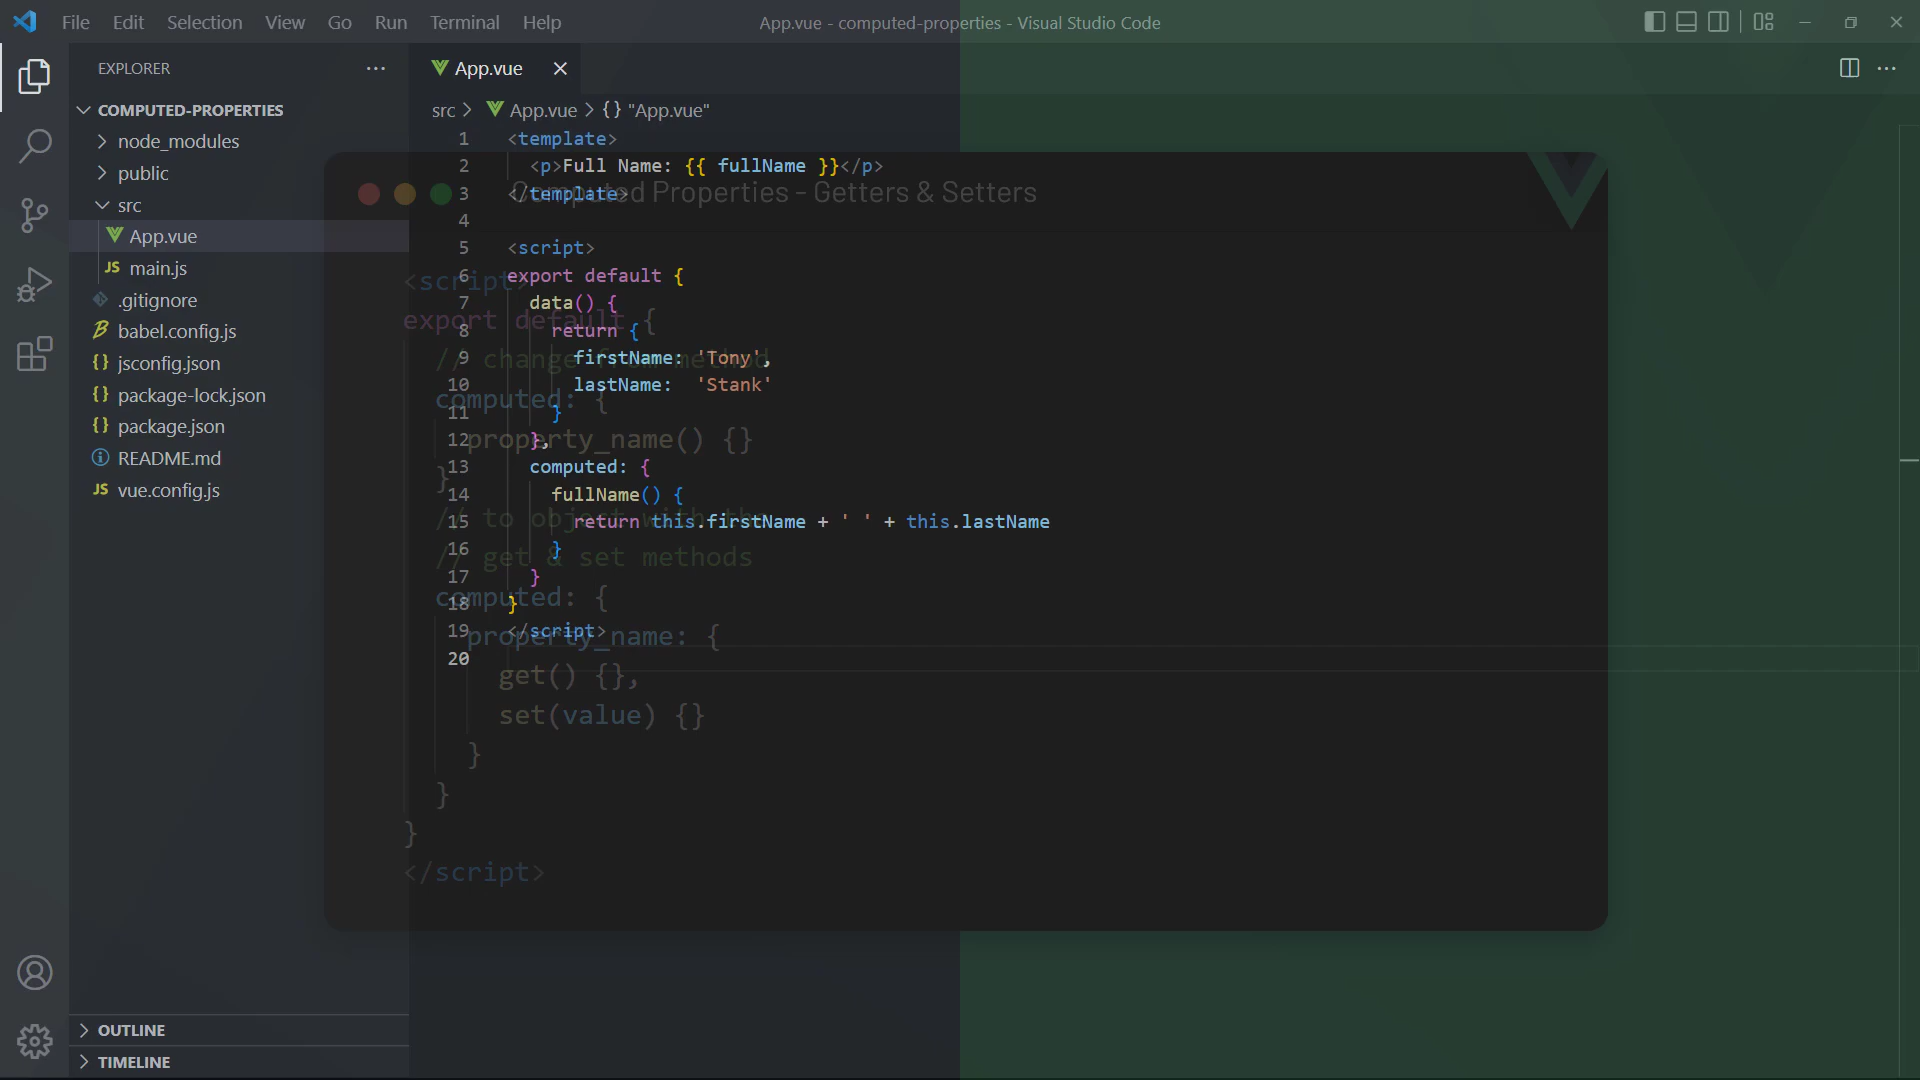 File Edit Selection View Go Run Terminal Help
App.vue - computed-properties - Visual Studio Code
EXPLORER
COMPUTED-PROPERTIES
node_modules
public
src
App.vue
JS main.js
.gitignore
babel.config.js
{} jsconfig.json
{} package-lock.json
{} package.json
README.md
JS vue.config.js
OUTLINE
TIMELINE
App.vue
src > App.vue > {} "App.vue"
1 <template>
2 <p>Full Name: {{ fullName }}</p>
3 </template>
4
5 <script>
6 export default {
7 data() {
8 return {
9 firstName: 'Tony',
10 lastName: 'Stank'
11 }
12 },
13 computed: {
14 fullName() {
15 return this.firstName + ' ' + this.lastName
16 }
17 }
18 }
19 </script>
20
Computed Properties - Getters & Setters
<script>
export default {
// change from method
computed: {
property_name() {}
}
// to object with the
// get & set methods
computed: {
property_name: {
get() {},
set(value) {}
}
}
}
</script>